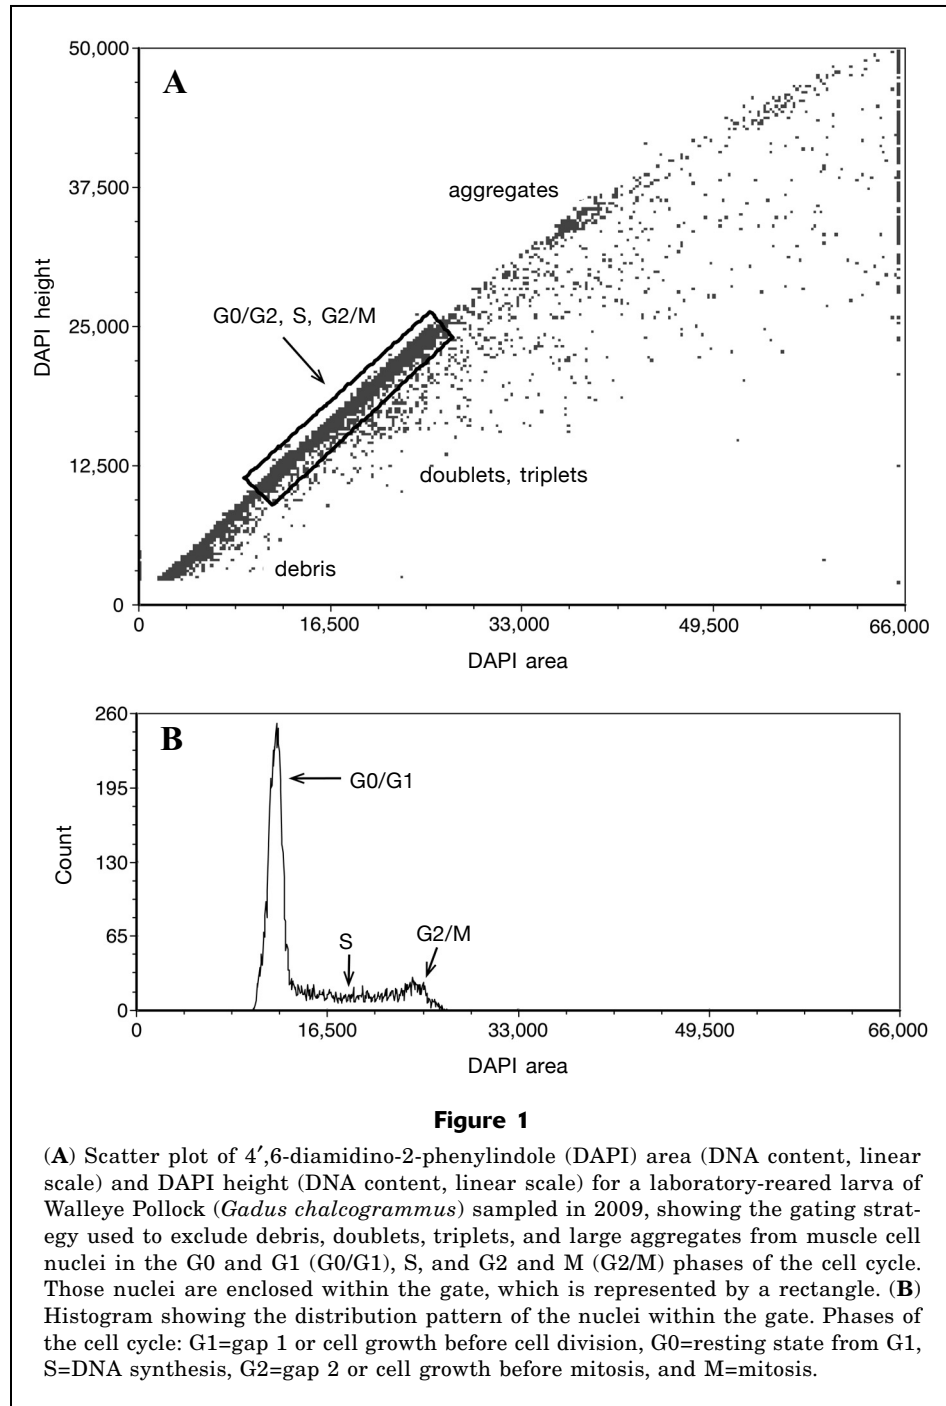 A
50,000
37,500
25,000
12,500
0
DAPI height
aggregates
G0/G2, S, G2/M
doublets, triplets
debris
0 16,500 33,000 49,500 66,000
DAPI area
B
260
195
130
65
0
Count
G0/G1
S
G2/M
0 16,500 33,000 49,500 66,000
DAPI area
Figure 1
(A) Scatter plot of 4′,6-diamidino-2-phenylindole (DAPI) area (DNA content, linear
scale) and DAPI height (DNA content, linear scale) for a laboratory-reared larva of
Walleye Pollock (Gadus chalcogrammus) sampled in 2009, showing the gating strat-
egy used to exclude debris, doublets, triplets, and large aggregates from muscle cell
nuclei in the G0 and G1 (G0/G1), S, and G2 and M (G2/M) phases of the cell cycle.
Those nuclei are enclosed within the gate, which is represented by a rectangle. (B)
Histogram showing the distribution pattern of the nuclei within the gate. Phases of
the cell cycle: G1=gap 1 or cell growth before cell division, G0=resting state from G1,
S=DNA synthesis, G2=gap 2 or cell growth before mitosis, and M=mitosis.